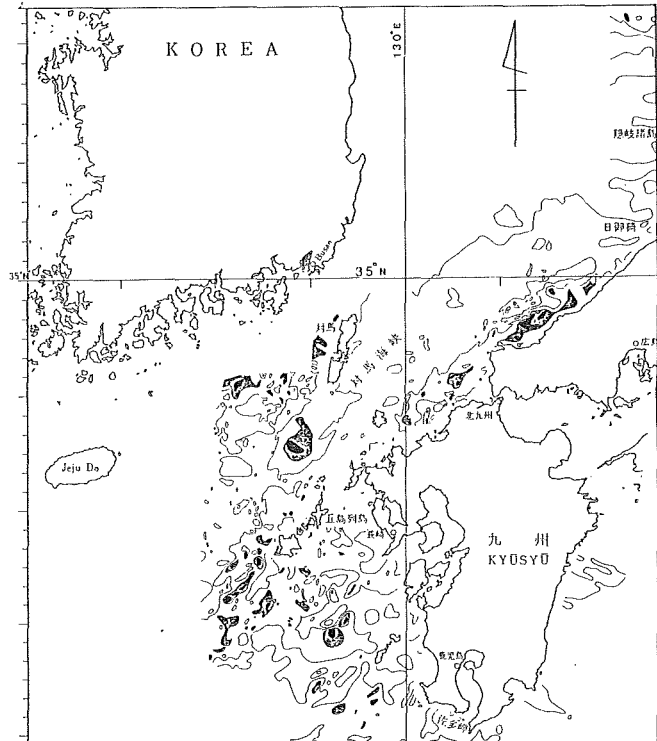 KOREA
130°E
隠岐諸島
日御碕
Busan
35°N
35°N
対馬
対馬海峡
広島
北九州
Jeju Do
五島列島
長崎
九州
KYŪSYŪ
鹿児島